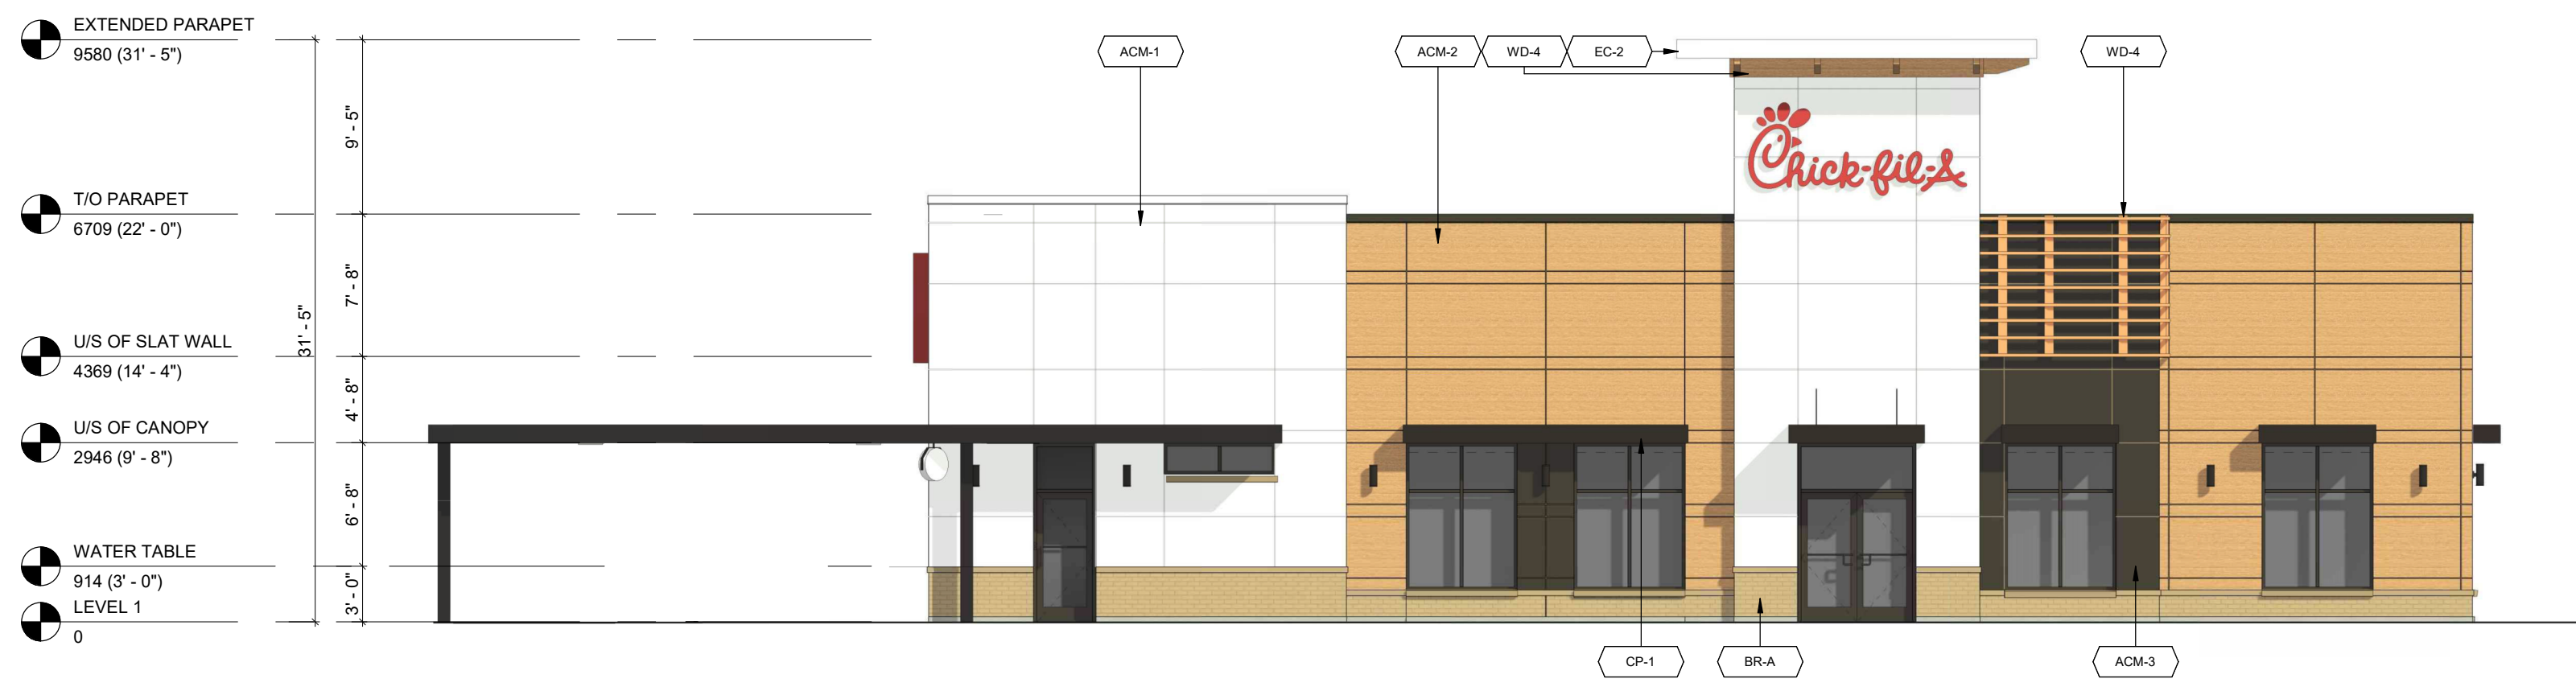 EXTENDED PARAPET
9580 (31' - 5")
T/O PARAPET
6709 (22' - 0")
U/S OF SLAT WALL
4369 (14' - 4")
U/S OF CANOPY
2946 (9' - 8")
WATER TABLE
914 (3' - 0")
LEVEL 1
0
31' - 5"
9' - 5"
7' - 8"
4' - 8"
6' - 8"
3' - 0"
ACM-1
ACM-2
WD-4
EC-2
WD-4
Chick-fil-A
CP-1
BR-A
ACM-3